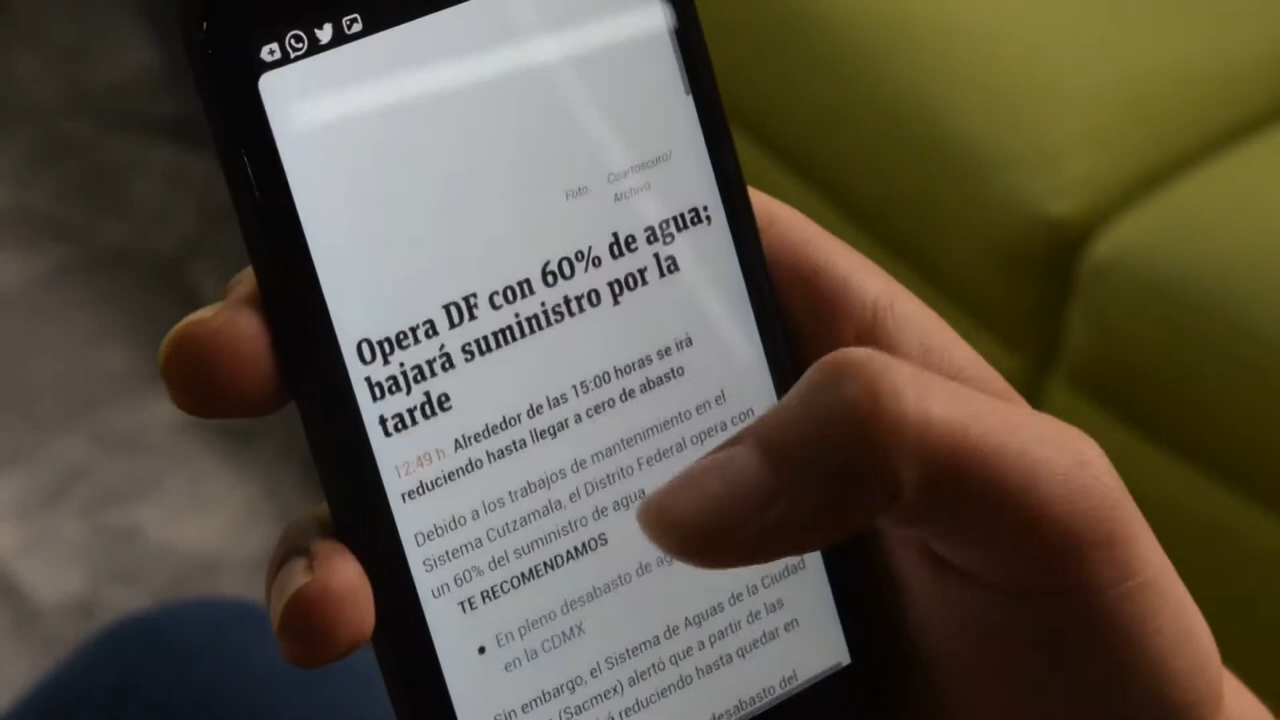 Foto: Cuartoscuro/
Archivo
Opera DF con 60% de agua;
bajará suministro por la
tarde
12:49 h. Alrededor de las 15:00 horas se irá
reduciendo hasta llegar a cero de abasto
Debido a los trabajos de mantenimiento en el
Sistema Cutzamala, el Distrito Federal opera con
un 60% del suministro de agua
TE RECOMENDAMOS
• En pleno desabasto de
en la CDMX
Sin embargo, el Sistema de Aguas de la Ciudad
(Sacmex) alertó que a partir de las
reduciendo hasta quedar en
desabasto del